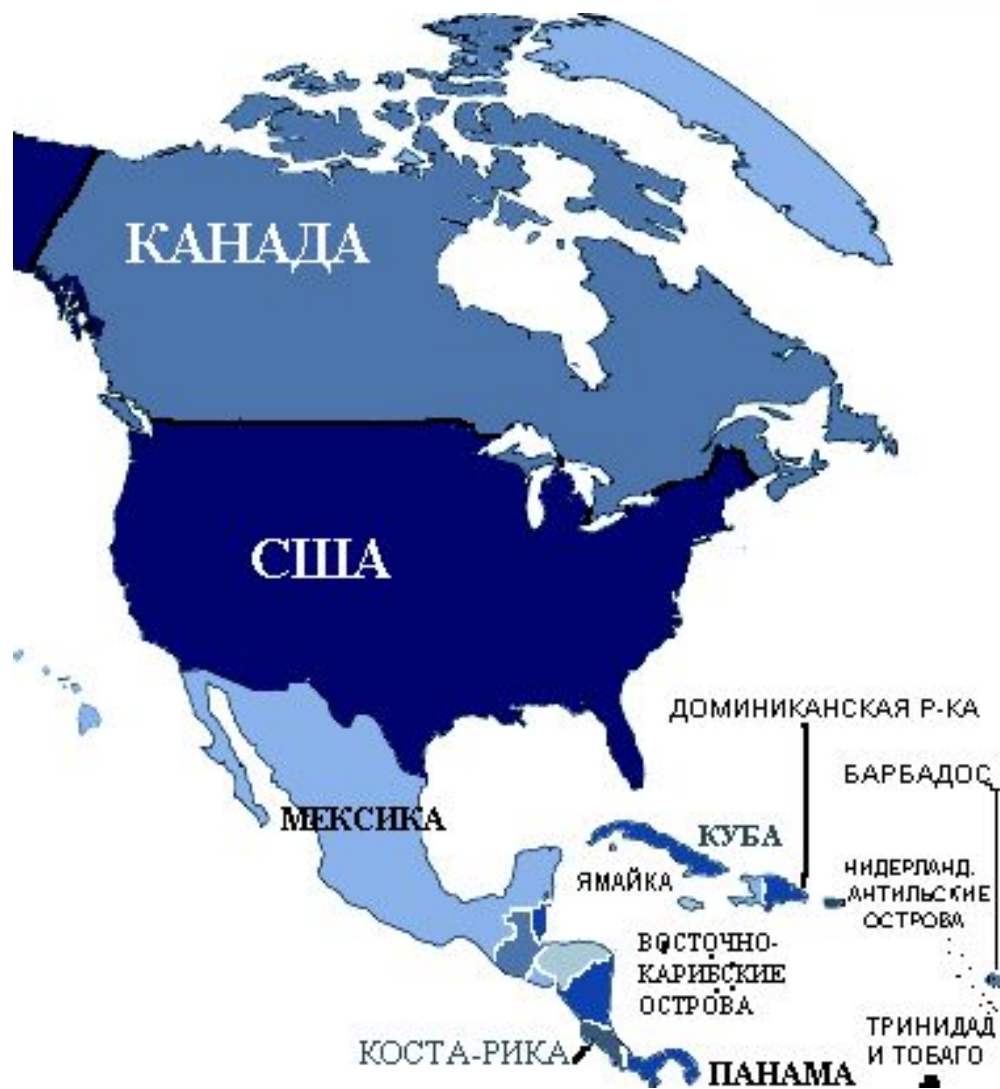 КАНАДА
США
ДОМИНИКАНСКАЯ Р-КА
БАРБАДОС
МЕКСИКА
КУБА
ЯМАЙКА
НИДЕРЛАНД.
АНТИЛЬСКИЕ
ОСТРОВА
ВОСТОЧНО-
КАРИБСКИЕ
ОСТРОВА
ТРИНИДАД
И ТОБАГО
КОСТА-РИКА
ПАНАМА